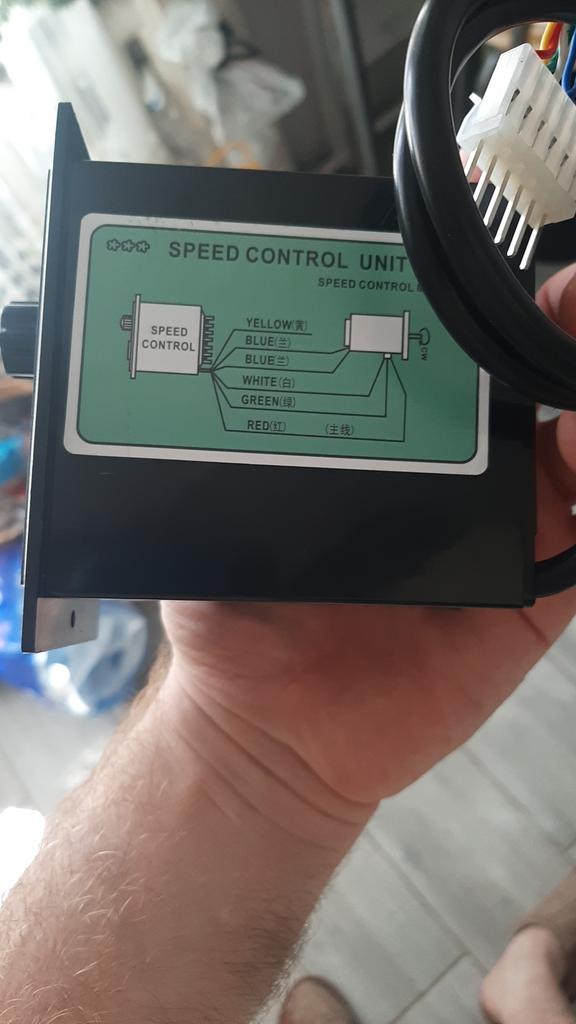 SPEED CONTROL UNIT
SPEED CONTROL
SPEED
CONTROL
YELLOW(黄)
BLUE(兰)
BLUE(兰)
WHITE(白)
GREEN(绿)
RED(红) (主线)
CW